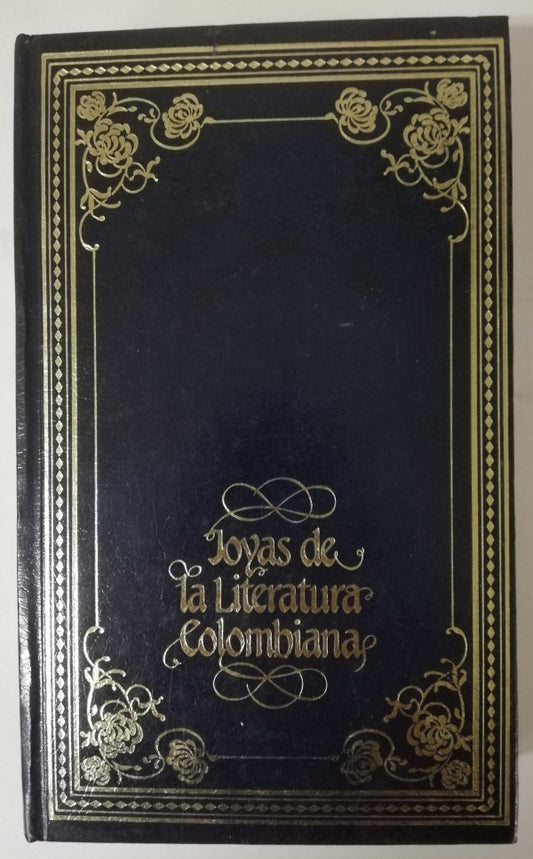 Joyas de
la Literatura
Colombiana